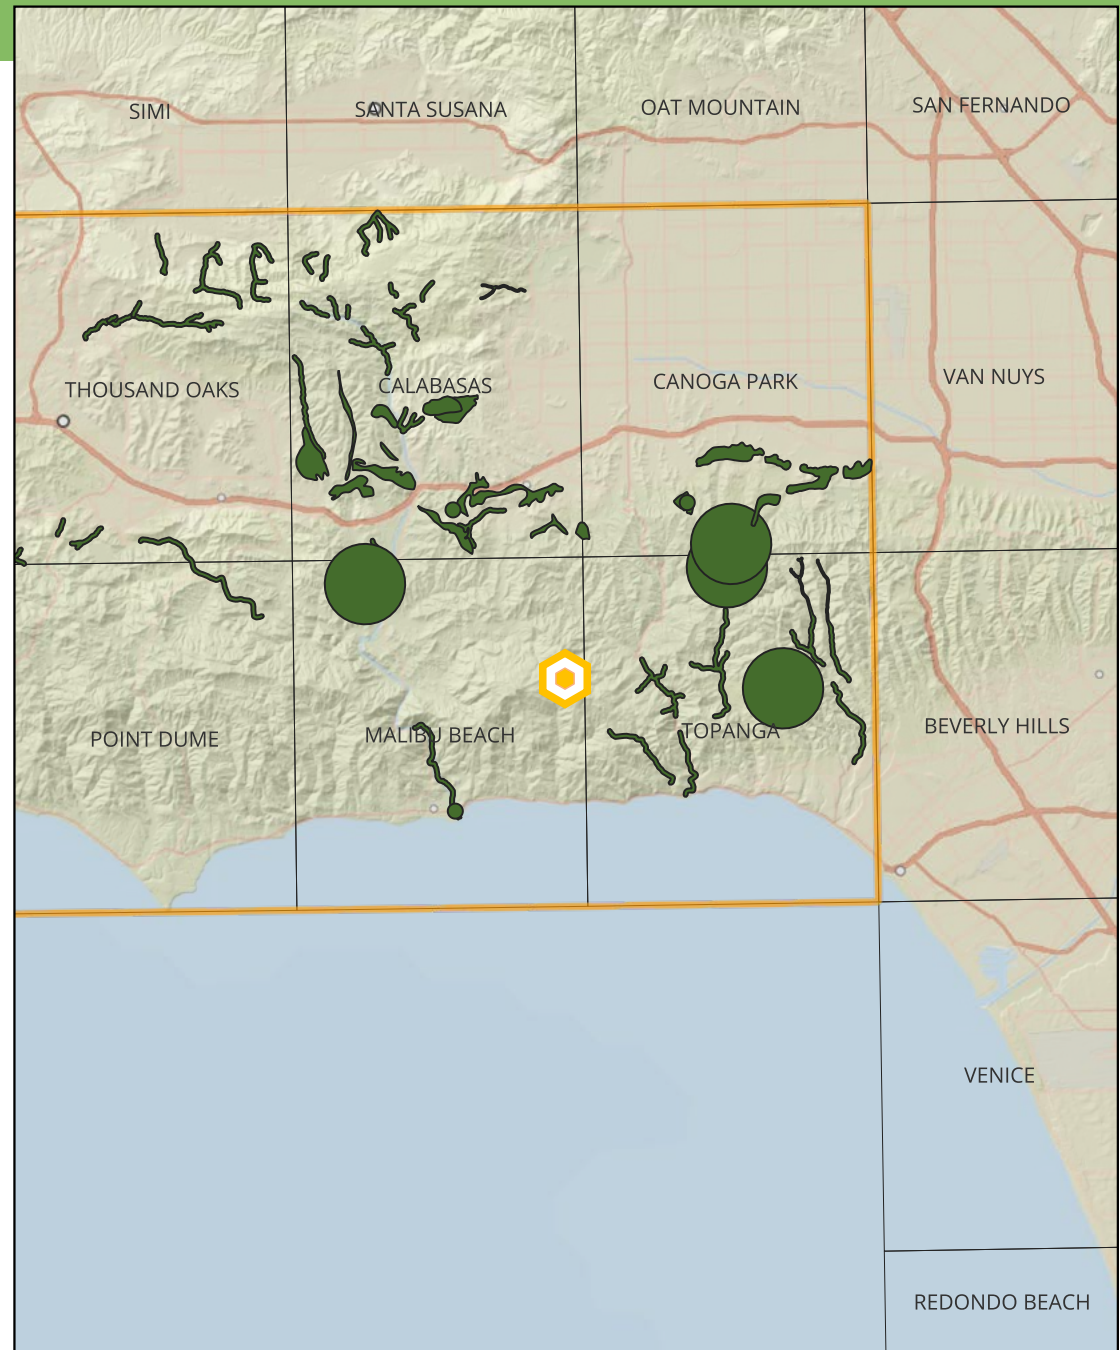 SIMI
SANTA SUSANA
OAT MOUNTAIN
SAN FERNANDO
THOUSAND OAKS
CALABASAS
CANOGA PARK
VAN NUYS
POINT DUME
MALIBU BEACH
TOPANGA
BEVERLY HILLS
VENICE
REDONDO BEACH